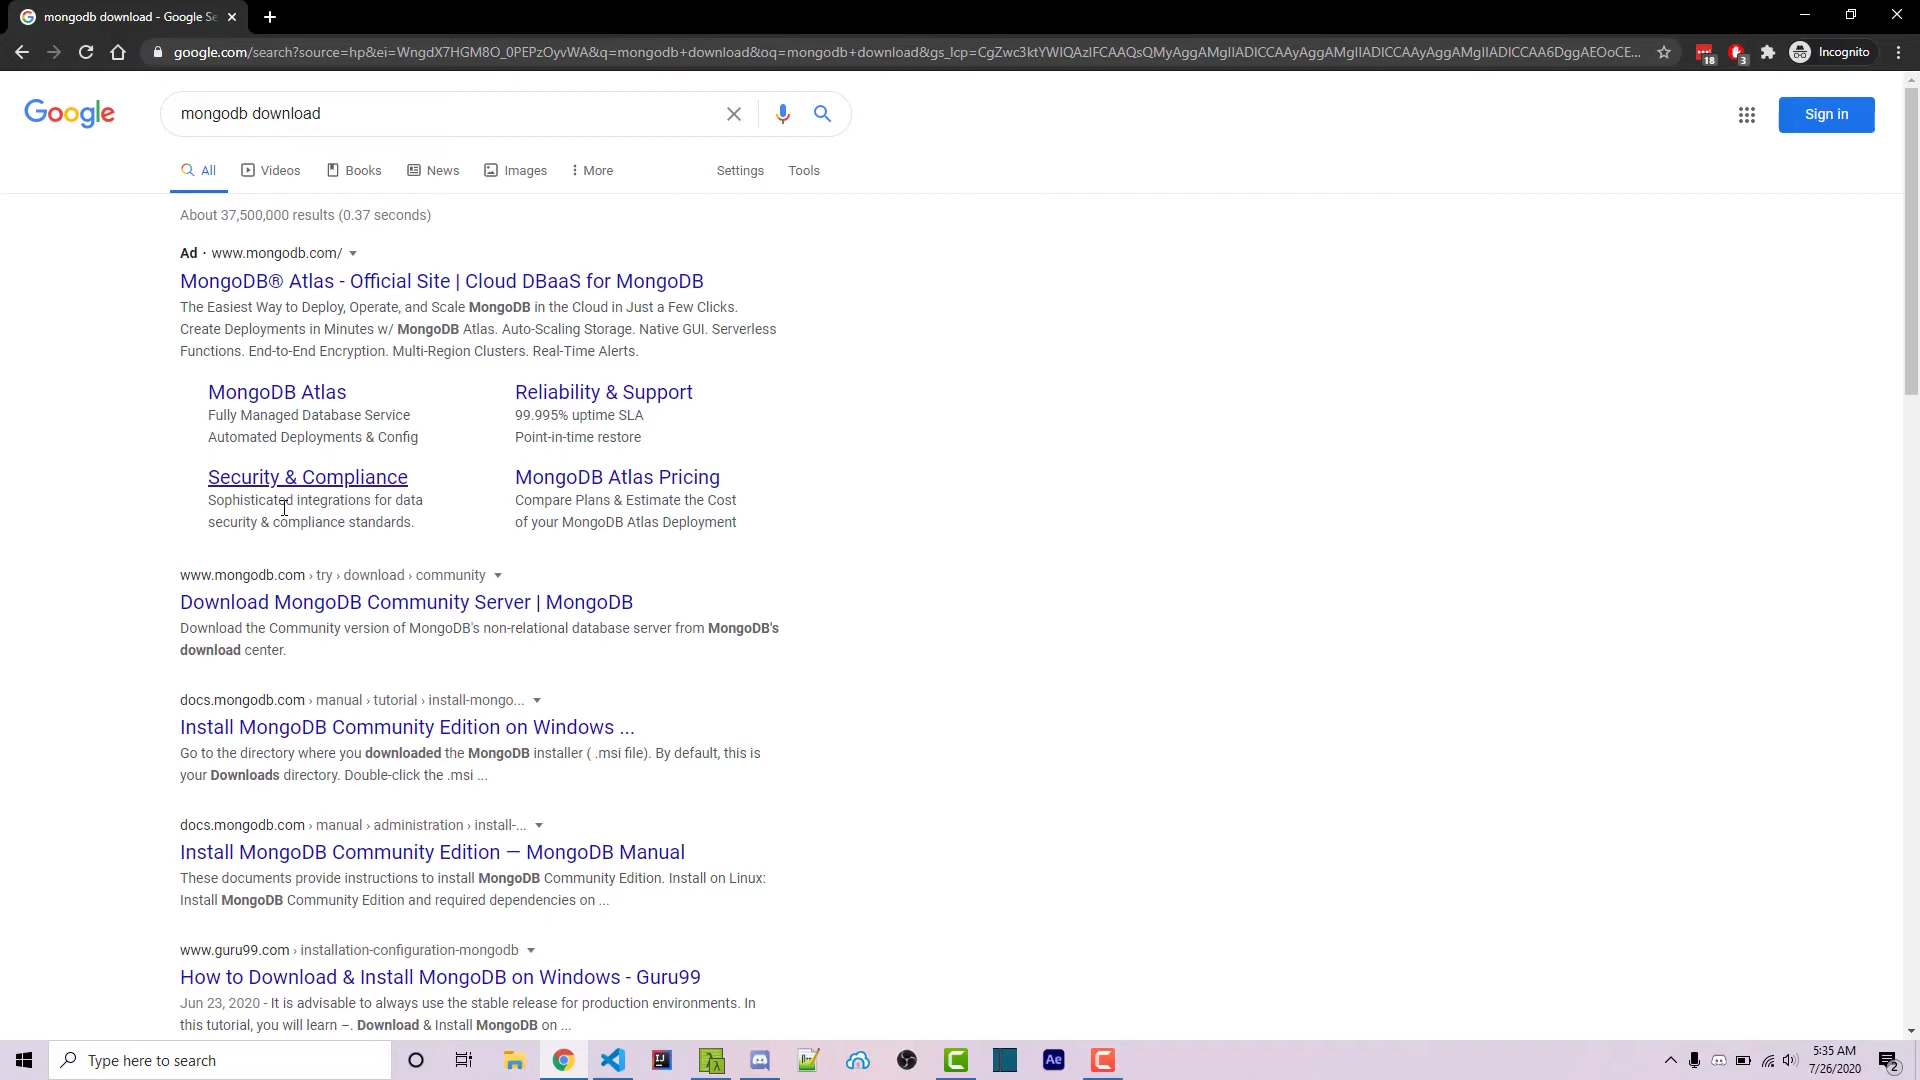 mongodb download - Google Se
google.com/search?source=hp&ei=WngdX7HGM8O_0PEPzOyvWA&q=mongodb+download&oq=mongodb+download&gs_lcp=CgZwc3ktYWIQAzIFCAAQsQMyAggAMgIIADICCAAyAggAMgIIADICCAAyAggAMgIIADICCAA6DggAEOoCE...
18
3
Incognito
Google
mongodb download
Sign in
All
Videos
Books
News
Images
More
Settings
Tools
About 37,500,000 results (0.37 seconds)
Ad · www.mongodb.com/
MongoDB® Atlas - Official Site | Cloud DBaaS for MongoDB
The Easiest Way to Deploy, Operate, and Scale MongoDB in the Cloud in Just a Few Clicks.
Create Deployments in Minutes w/ MongoDB Atlas. Auto-Scaling Storage. Native GUI. Serverless
Functions. End-to-End Encryption. Multi-Region Clusters. Real-Time Alerts.
MongoDB Atlas
Fully Managed Database Service
Automated Deployments & Config
Reliability & Support
99.995% uptime SLA
Point-in-time restore
Security & Compliance
Sophisticated integrations for data
security & compliance standards.
MongoDB Atlas Pricing
Compare Plans & Estimate the Cost
of your MongoDB Atlas Deployment
www.mongodb.com › try › download › community
Download MongoDB Community Server | MongoDB
Download the Community version of MongoDB's non-relational database server from MongoDB's
download center.
docs.mongodb.com › manual › tutorial › install-mongo...
Install MongoDB Community Edition on Windows ...
Go to the directory where you downloaded the MongoDB installer ( .msi file). By default, this is
your Downloads directory. Double-click the .msi ...
docs.mongodb.com › manual › administration › install-...
Install MongoDB Community Edition — MongoDB Manual
These documents provide instructions to install MongoDB Community Edition. Install on Linux:
Install MongoDB Community Edition and required dependencies on ...
www.guru99.com › installation-configuration-mongodb
How to Download & Install MongoDB on Windows - Guru99
Jun 23, 2020 - It is advisable to always use the stable release for production environments. In
this tutorial, you will learn –. Download & Install MongoDB on ...
Type here to search
IJ
Ae
5:35 AM
7/26/2020
2